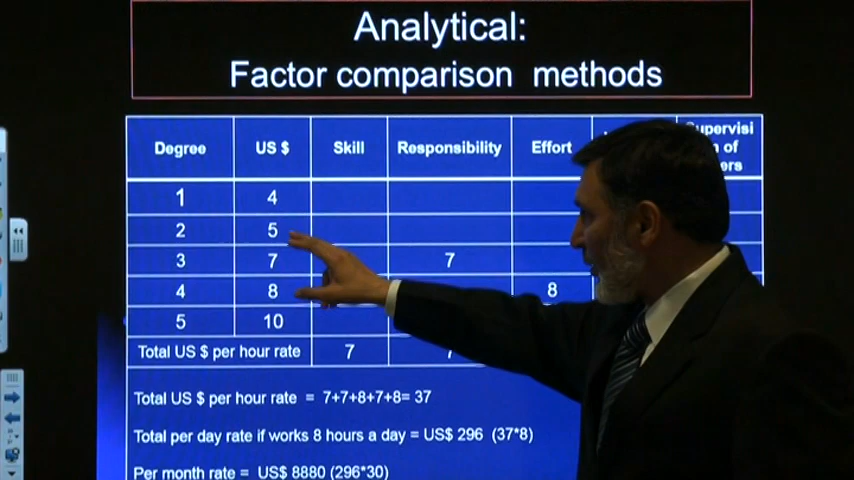 Analytical:
Factor comparison methods
Degree US $ Skill Responsibility Effort
1 4
2 5
3 7 7
4 8 8
5 10
Total US $ per hour rate 7
Total US $ per hour rate = 7+7+8+7+8= 37
Total per day rate if works 8 hours a day = US$ 296 (37*8)
Per month rate = US$ 8880 (296*30)